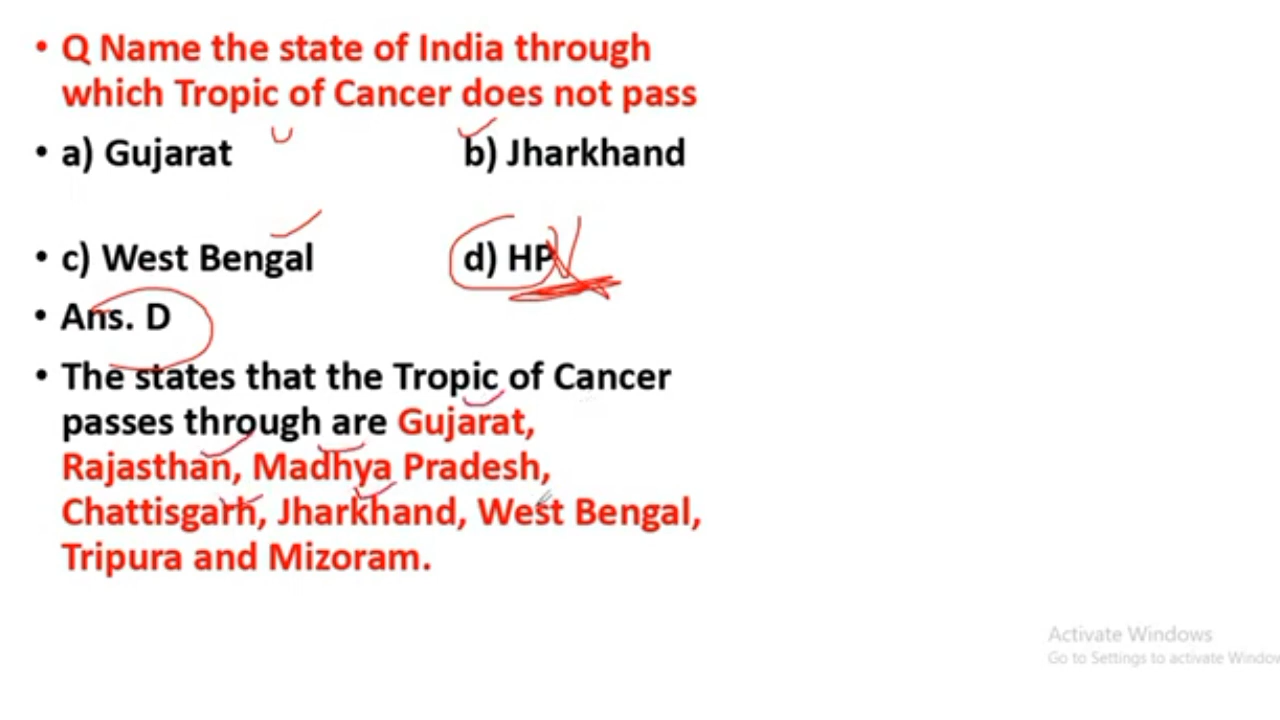 • Q Name the state of India through
which Tropic of Cancer does not pass
• a) Gujarat b) Jharkhand
• c) West Bengal d) HP
• Ans. D
• The states that the Tropic of Cancer
passes through are Gujarat,
Rajasthan, Madhya Pradesh,
Chattisgarh, Jharkhand, West Bengal,
Tripura and Mizoram.
Activate Windows
Go to Settings to activate Window